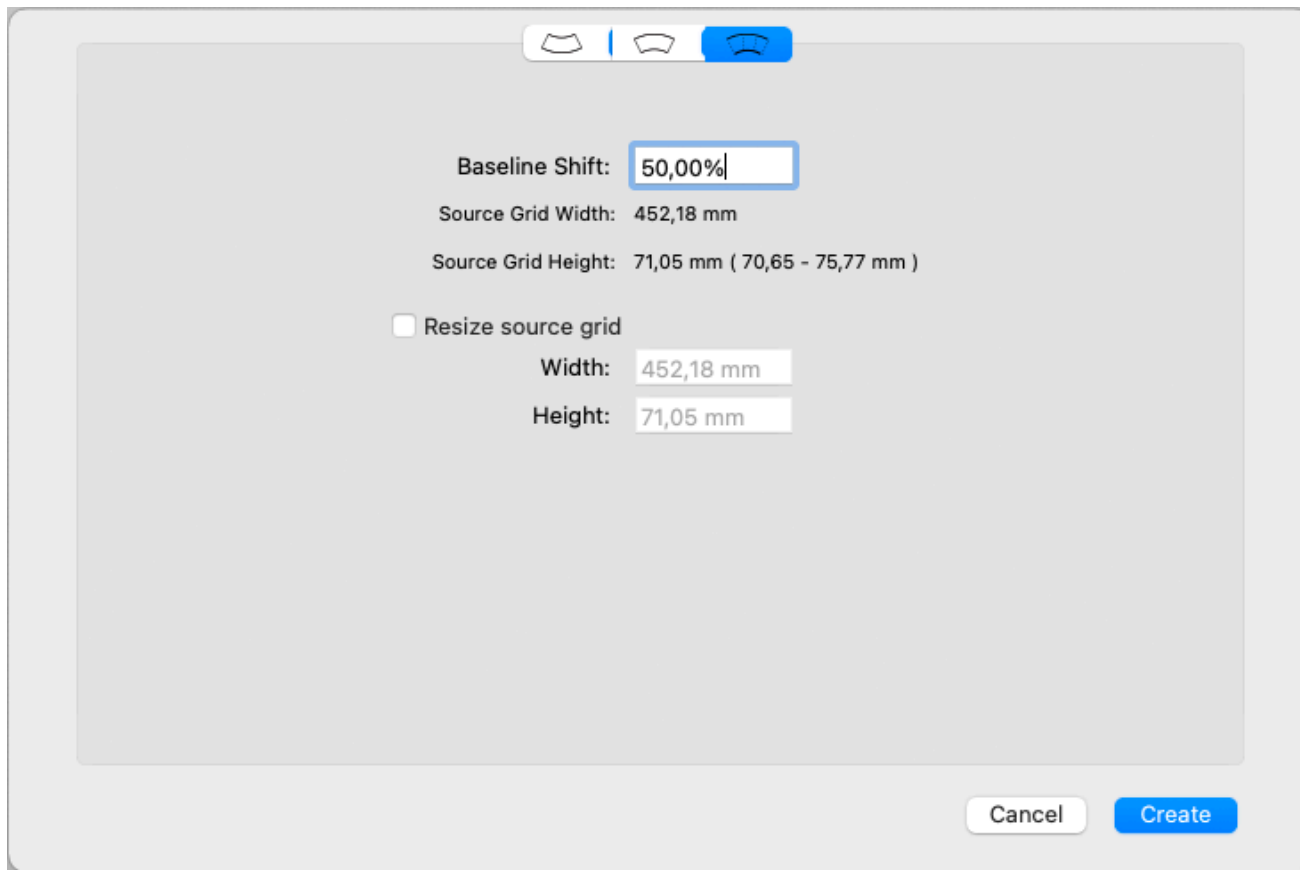 Baseline Shift: 50,00%
Source Grid Width: 452,18 mm
Source Grid Height: 71,05 mm ( 70,65 - 75,77 mm )
Resize source grid
Width: 452,18 mm
Height: 71,05 mm
Cancel Create